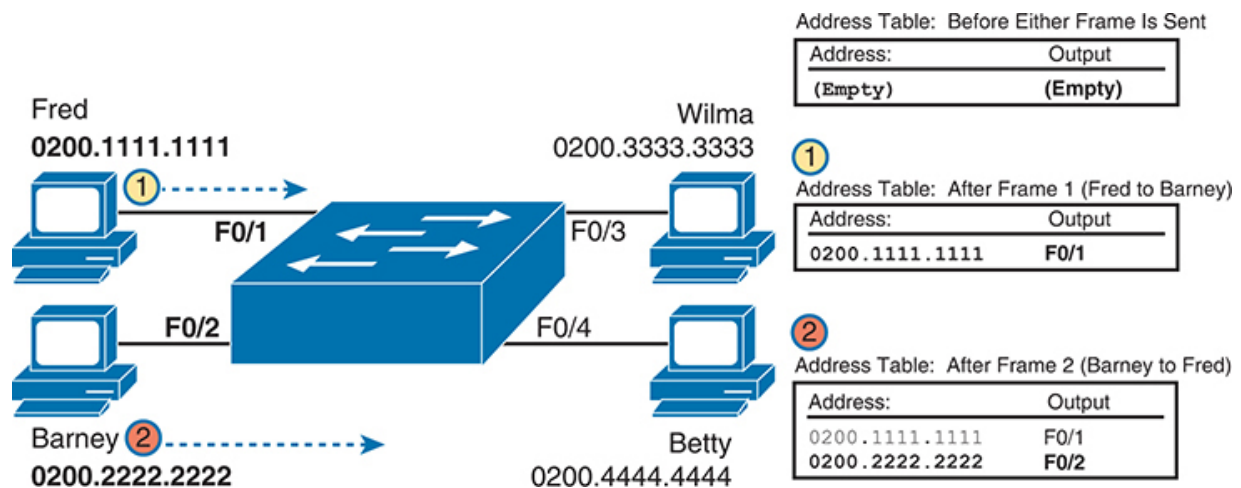 Address Table: Before Either Frame Is Sent
Address: Output
(Empty) (Empty)
Fred
0200.1111.1111
Wilma
0200.3333.3333
1
F0/1
F0/3
F0/2
F0/4
Barney 2
0200.2222.2222
Betty
0200.4444.4444
1
Address Table: After Frame 1 (Fred to Barney)
Address: Output
0200.1111.1111 F0/1
2
Address Table: After Frame 2 (Barney to Fred)
Address: Output
0200.1111.1111 F0/1
0200.2222.2222 F0/2